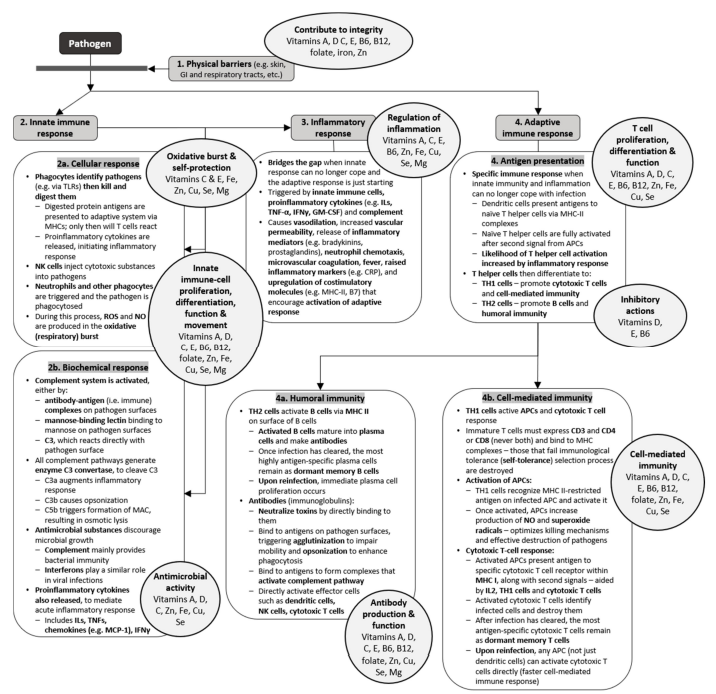 Contribute to integrity
Vitamins A, D C, E, B6, B12,
folate, iron, Zn
Pathogen
1. Physical barriers (e.g. skin,
GI and respiratory tracts, etc.)
2. Innate immune
response
3. Inflammatory
response
Regulation of
inflammation
Vitamins A, C, E,
B6, Zn, Fe, Cu,
Se, Mg
4. Adaptive
immune response
T cell
proliferation,
differentiation &
function
Vitamins A, D, C,
E, B6, B12, Zn, Fe,
Cu, Se
2a. Cellular response
• Phagocytes identify pathogens
(e.g. via TLRs) then kill and
digest them
– Digested protein antigens are
presented to adaptive system via
MHCs; only then will T cells react
– Proinflammatory cytokines are
released, initiating inflammatory
response
• NK cells inject cytotoxic substances
into pathogens
• Neutrophils and other phagocytes
are triggered and the pathogen is
phagocytosed
• During this process, ROS and NO
are produced in the oxidative
(respiratory) burst
Oxidative burst &
self-protection
Vitamins C & E, Fe,
Zn, Cu, Se, Mg
Innate
immune-cell
proliferation,
differentiation,
function &
movement
Vitamins A, D,
C, E, B6, B12,
folate, Zn, Fe,
Cu, Se, Mg
• Bridges the gap when innate
response can no longer cope and
the adaptive response is just starting
• Triggered by innate immune cells,
proinflammatory cytokines (e.g. ILs,
TNF-α, IFNγ, GM-CSF) and complement
• Causes vasodilation, increased vascular
permeability, release of inflammatory
mediators (e.g. bradykinins,
prostaglandins), neutrophil chemotaxis,
microvascular coagulation, fever, raised
inflammatory markers (e.g. CRP), and
upregulation of costimulatory
molecules (e.g. MHC-II, B7) that
encourage activation of adaptive
response
4. Antigen presentation
• Specific immune response when
innate immunity and inflammation
can no longer cope with infection
– Dendritic cells present antigens to
naïve T helper cells via MHC-II
complexes
– Naïve T helper cells are fully activated
after second signal from APCs
– Likelihood of T helper cell activation
increased by inflammatory response
• T helper cells then differentiate to:
– TH1 cells – promote cytotoxic T cells
and cell-mediated immunity
– TH2 cells – promote B cells and
humoral immunity
Inhibitory
actions
Vitamins D,
E, B6
2b. Biochemical response
• Complement system is activated,
either by:
– antibody-antigen (i.e. immune)
complexes on pathogen surfaces
– mannose-binding lectin binding to
mannose on pathogen surfaces
– C3, which reacts directly with
pathogen surface
• All complement pathways generate
enzyme C3 convertase, to cleave C3
– C3a augments inflammatory
response
– C3b causes opsonization
– C5b triggers formation of MAC,
resulting in osmotic lysis
• Antimicrobial substances discourage
microbial growth
– Complement mainly provides
bacterial immunity
– Interferons play a similar role
in viral infections
• Proinflammatory cytokines
also released, to mediate
acute inflammatory response
– Includes ILs, TNFs,
chemokines (e.g. MCP-1), IFNγ
Antimicrobial
activity
Vitamins A, D,
C, Zn, Fe, Cu,
Se
4a. Humoral immunity
• TH2 cells activate B cells via MHC II
on surface of B cells
– Activated B cells mature into plasma
cells and make antibodies
– Once infection has cleared, the most
highly antigen-specific plasma cells
remain as dormant memory B cells
– Upon reinfection, immediate plasma cell
proliferation occurs
• Antibodies (immunoglobulins):
– Neutralize toxins by directly binding to
them
– Bind to antigens on pathogen surfaces,
triggering agglutinization to impair
mobility and opsonization to enhance
phagocytosis
– Bind to antigens to form complexes that
activate complement pathway
– Directly activate effector cells
such as dendritic cells,
NK cells, cytotoxic T cells
Antibody
production &
function
Vitamins A, D,
C, E, B6, B12,
folate, Zn, Cu,
Se, Mg
4b. Cell-mediated immunity
• TH1 cells active APCs and cytotoxic T cell
response
• Immature T cells must express CD3 and CD4
or CD8 (never both) and bind to MHC
complexes – those that fail immunological
tolerance (self-tolerance) selection process
are destroyed
• Activation of APCs:
– TH1 cells recognize MHC II-restricted
antigen on infected APC and activate it
– Once activated, APCs increase
production of NO and superoxide
radicals – optimizes killing mechanisms
and effective destruction of pathogens
• Cytotoxic T-cell response:
– Activated APCs present antigen to
specific cytotoxic T cell receptor within
MHC I, along with second signals – aided
by IL2, TH1 cells and cytotoxic T cells
– Activated cytotoxic T cells identify
infected cells and destroy them
– After infection has cleared, the most
antigen-specific cytotoxic T cells remain as
dormant memory T cells
– Upon reinfection, any APC (not just
dendritic cells) can activate cytotoxic T
cells directly (faster cell-mediated
immune response)
Cell-mediated
immunity
Vitamins A, D, C,
E, B6, B12,
folate, Zn, Fe,
Cu, Se